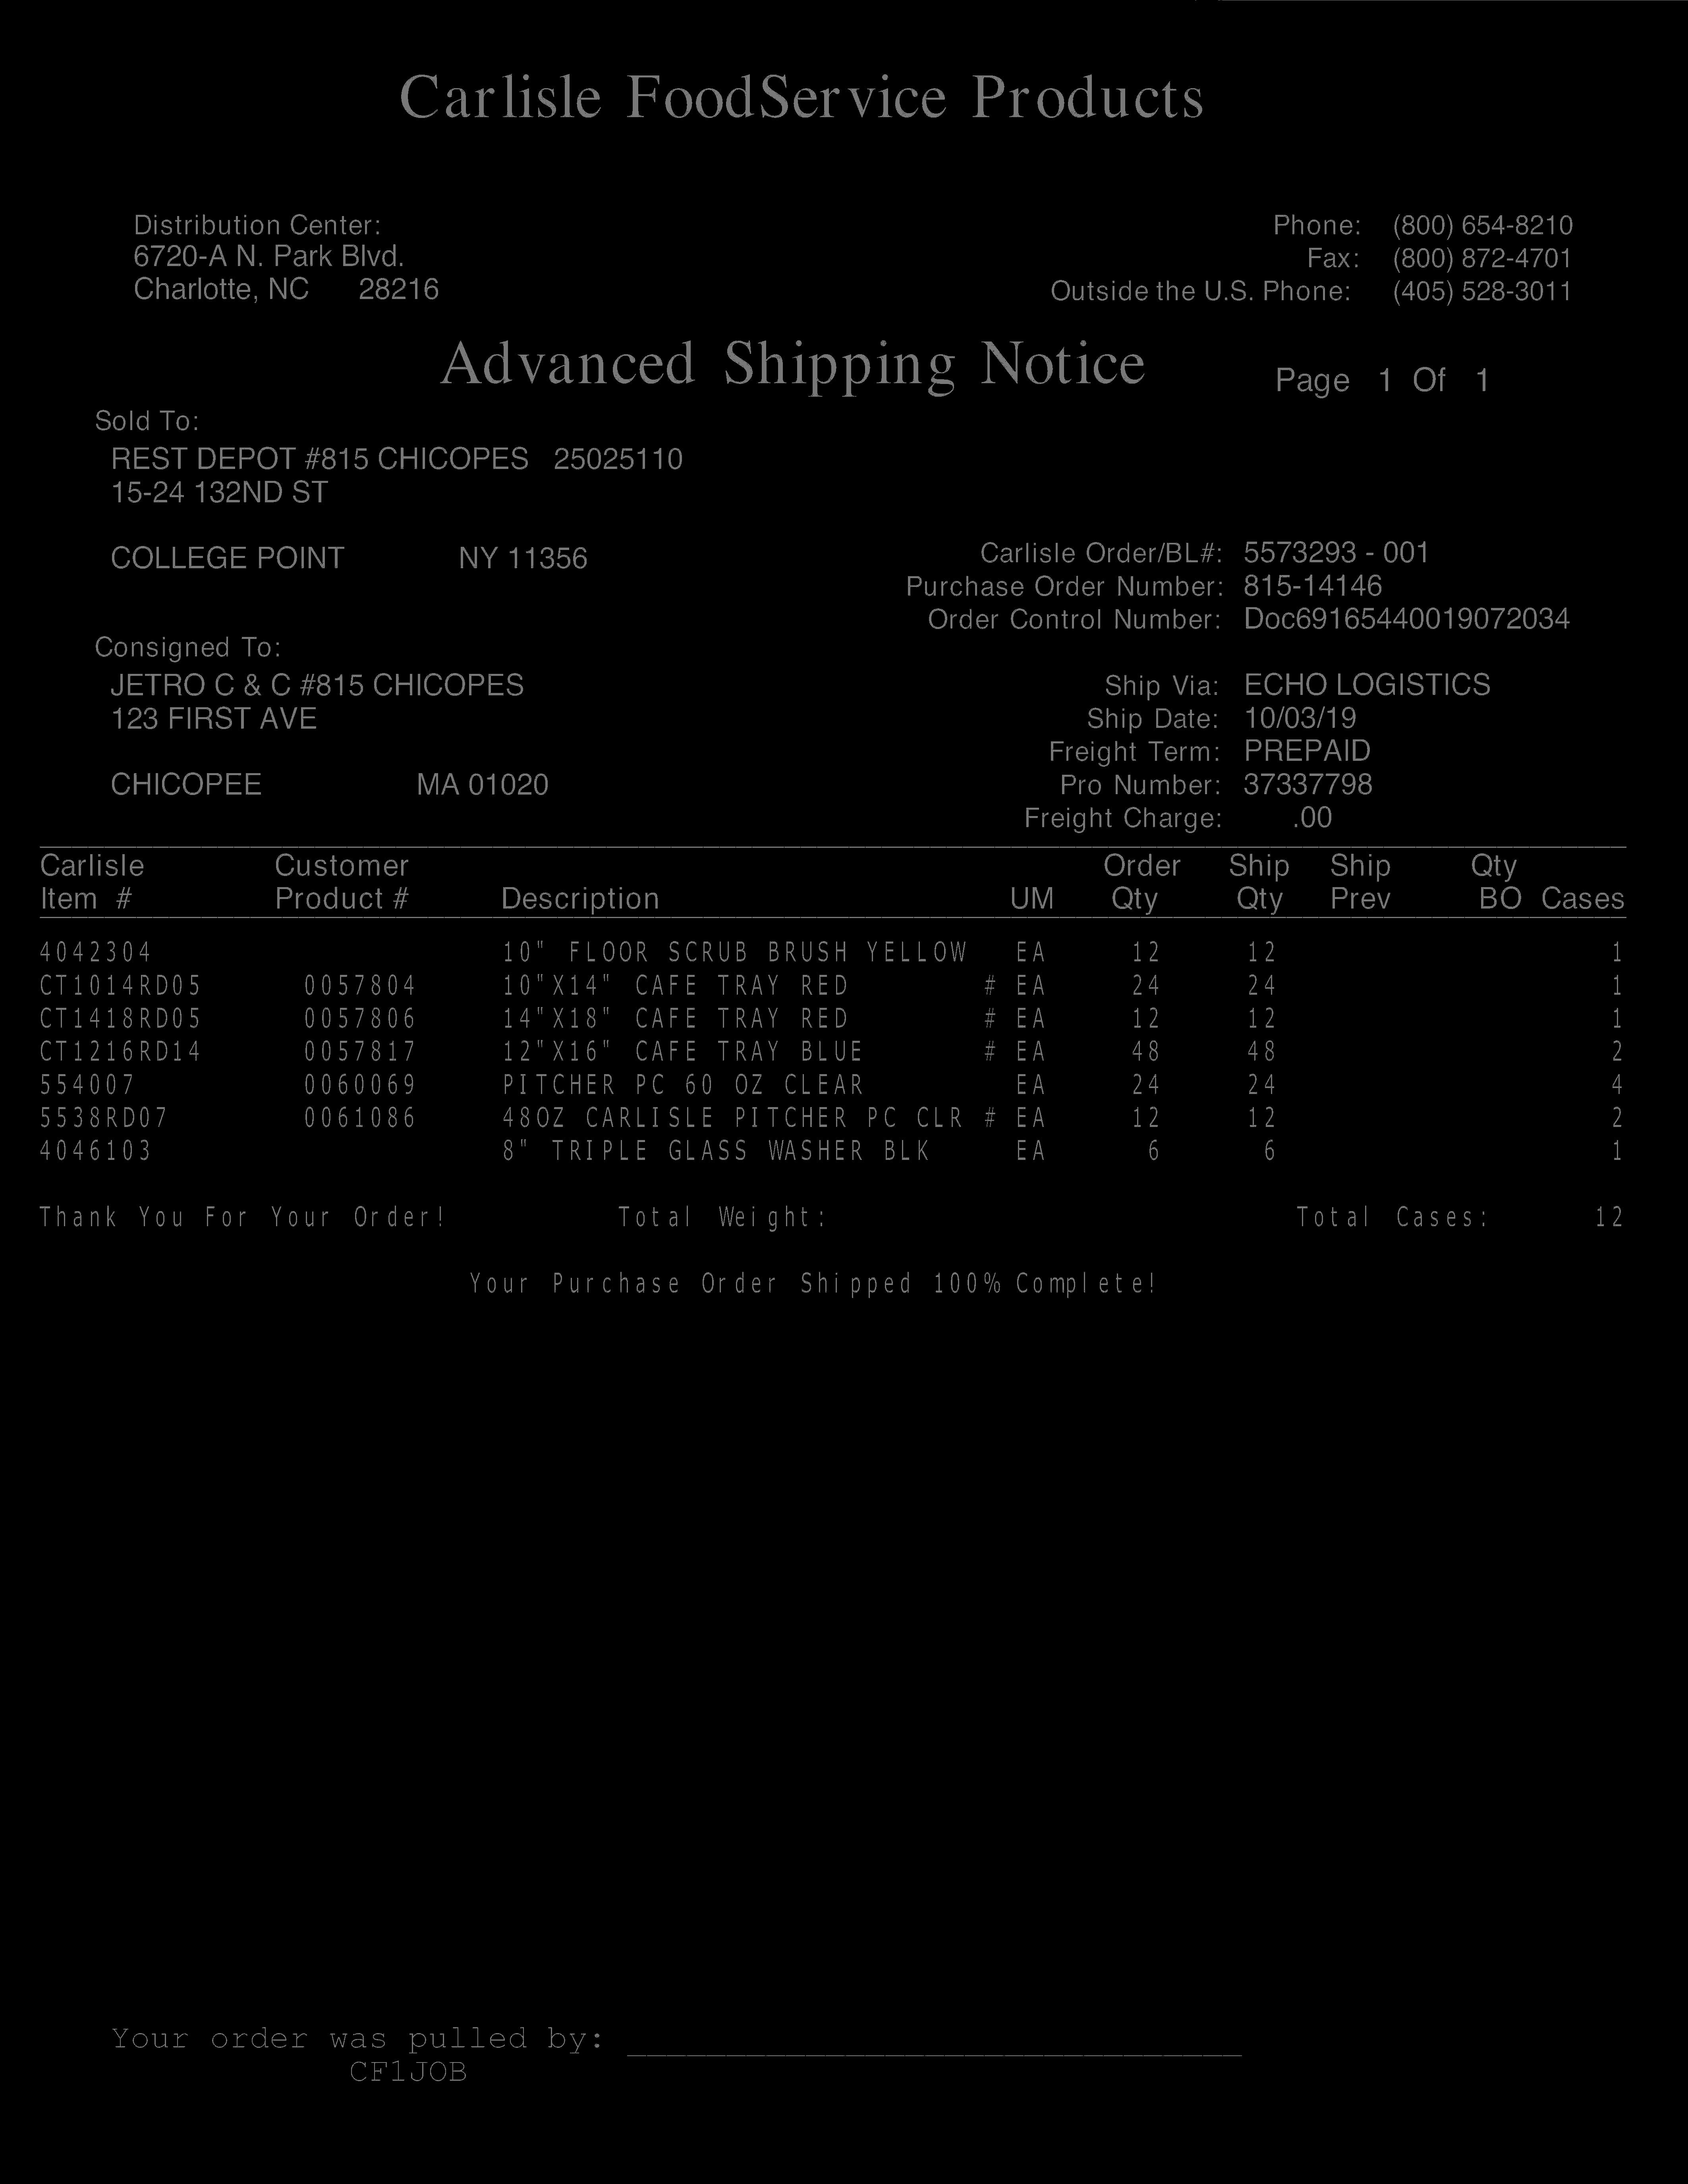 Carlisle FoodService Products
Distribution Center:
6720-A N. Park Blvd.
Charlotte, NC 28216
Phone: (800) 654-8210
Fax: (800) 872-4701
Outside the U.S. Phone: (405) 528-3011
Advanced Shipping Notice Page 1 Of 1
Sold To:
REST DEPOT #815 CHICOPES 25025110
15-24 132ND ST
COLLEGE POINT NY 11356
Carlisle Order/BL#: 5573293 - 001
Purchase Order Number: 815-14146
Order Control Number: Doc69165440019072034
Consigned To:
JETRO C & C #815 CHICOPES
123 FIRST AVE
CHICOPEE MA 01020
Ship Via: ECHO LOGISTICS
Ship Date: 10/03/19
Freight Term: PREPAID
Pro Number: 37337798
Freight Charge: .00
Carlisle Customer Order Ship Ship Qty
Item # Product # Description UM Qty Qty Prev BO Cases
4042304 10" FLOOR SCRUB BRUSH YELLOW EA 12 12 1
CT1014RD05 0057804 10"X14" CAFE TRAY RED # EA 24 24 1
CT1418RD05 0057806 14"X18" CAFE TRAY RED # EA 12 12 1
CT1216RD14 0057817 12"X16" CAFE TRAY BLUE # EA 48 48 2
554007 0060069 PITCHER PC 60 OZ CLEAR EA 24 24 4
5538RD07 0061086 48OZ CARLISLE PITCHER PC CLR # EA 12 12 2
4046103 8" TRIPLE GLASS WASHER BLK EA 6 6 1
Thank You For Your Order! Total Weight: Total Cases: 12
Your Purchase Order Shipped 100% Complete!
Your order was pulled by:
CF1JOB